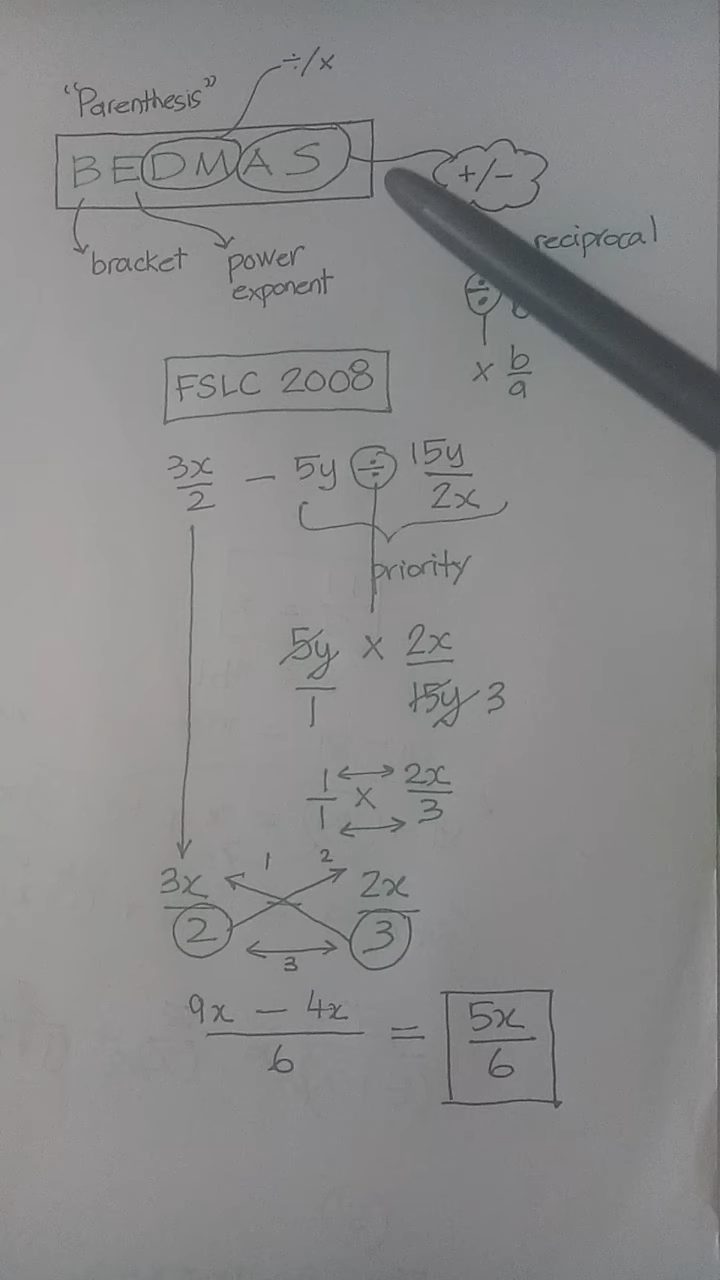 ÷/x
"Parenthesis"
BEDMAS
+/-
bracket
power
exponent
reciprocal
÷
x b/a
FSLC 2008
3x/2 - 5y ÷ 15y/2x
priority
5y/1 x 2x/15y 3
1/1 x 2x/3
1 2
3x/2 2x/3
3
9x - 4x/6 = 5x/6